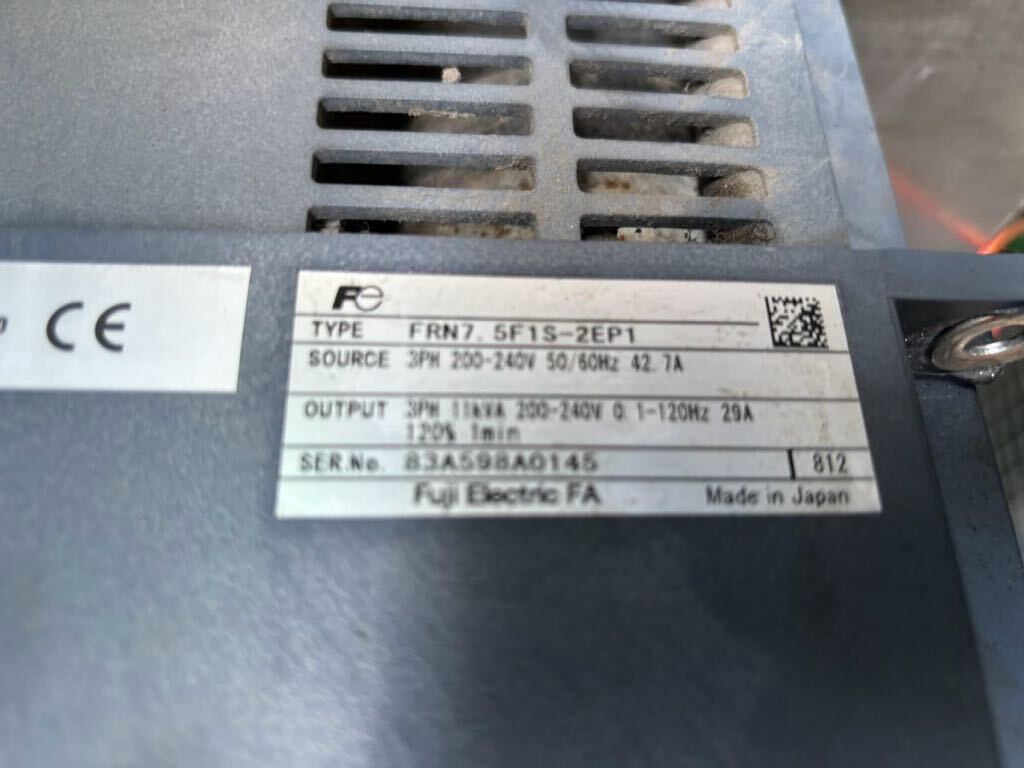 CE
Fe
TYPE FRN7.5F1S-2EP1
SOURCE 3PH 200-240V 50/60Hz 42.7A
OUTPUT 3PH 11kVA 200-240V 0.1-120Hz 29A
120% 1min
SER.No. 83A598A0145 812
Fuji Electric FA Made in Japan